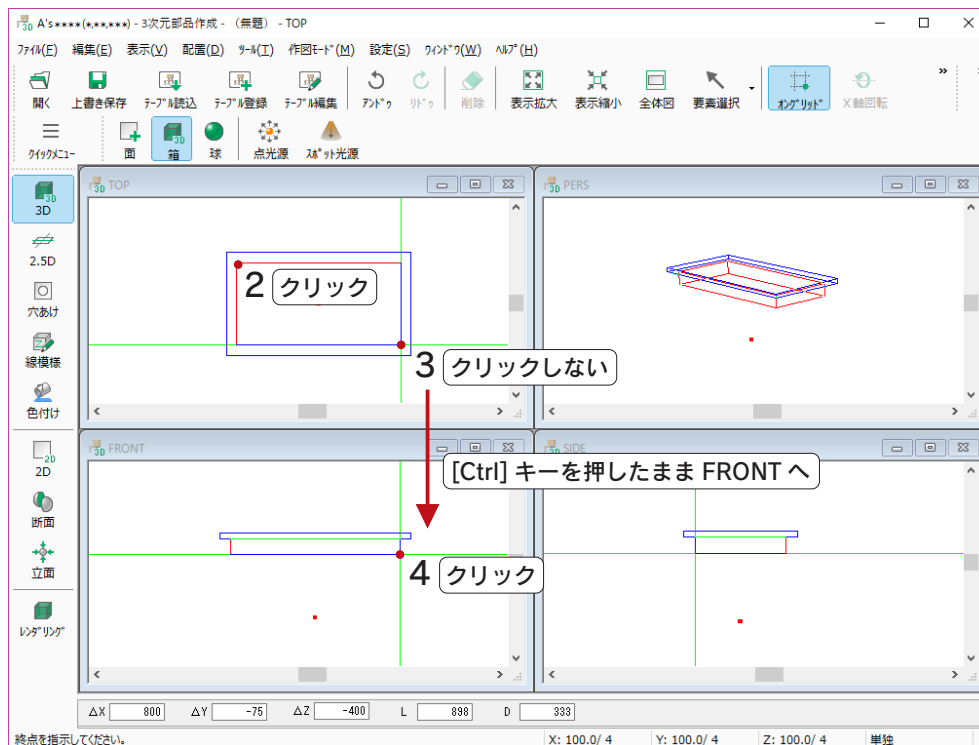 A's****(*,**,***) - 3次元部品作成 - （無題） - TOP
ﾌｧｲﾙ(F) 編集(E) 表示(V) 配置(D) ﾂｰﾙ(T) 作図ﾓｰﾄﾞ(M) 設定(S) ｳｨﾝﾄﾞｳ(W) ﾍﾙﾌﾟ(H)
開く 上書き保存 ﾃｰﾌﾞﾙ読込 ﾃｰﾌﾞﾙ登録 ﾃｰﾌﾞﾙ編集 ｱﾝﾄﾞｩ ﾘﾄﾞｩ 削除 表示拡大 表示縮小 全体図 要素選択 ｵﾝｸﾞﾘｯﾄﾞ X軸回転
ｸｲｯｸﾒﾆｭｰ 面 箱 球 点光源 ｽﾎﾟｯﾄ光源
3D
2.5D
穴あけ
線模様
色付け
2D
断面
立面
ﾚﾝﾀﾞﾘﾝｸﾞ
TOP
2 クリック
3 クリックしない
PERS
[Ctrl] キーを押したまま FRONT へ
FRONT
4 クリック
SIDE
ΔX 800 ΔY -75 ΔZ -400 L 898 D 333
終点を指示してください。 X: 100.0/ 4 Y: 100.0/ 4 Z: 100.0/ 4 単独